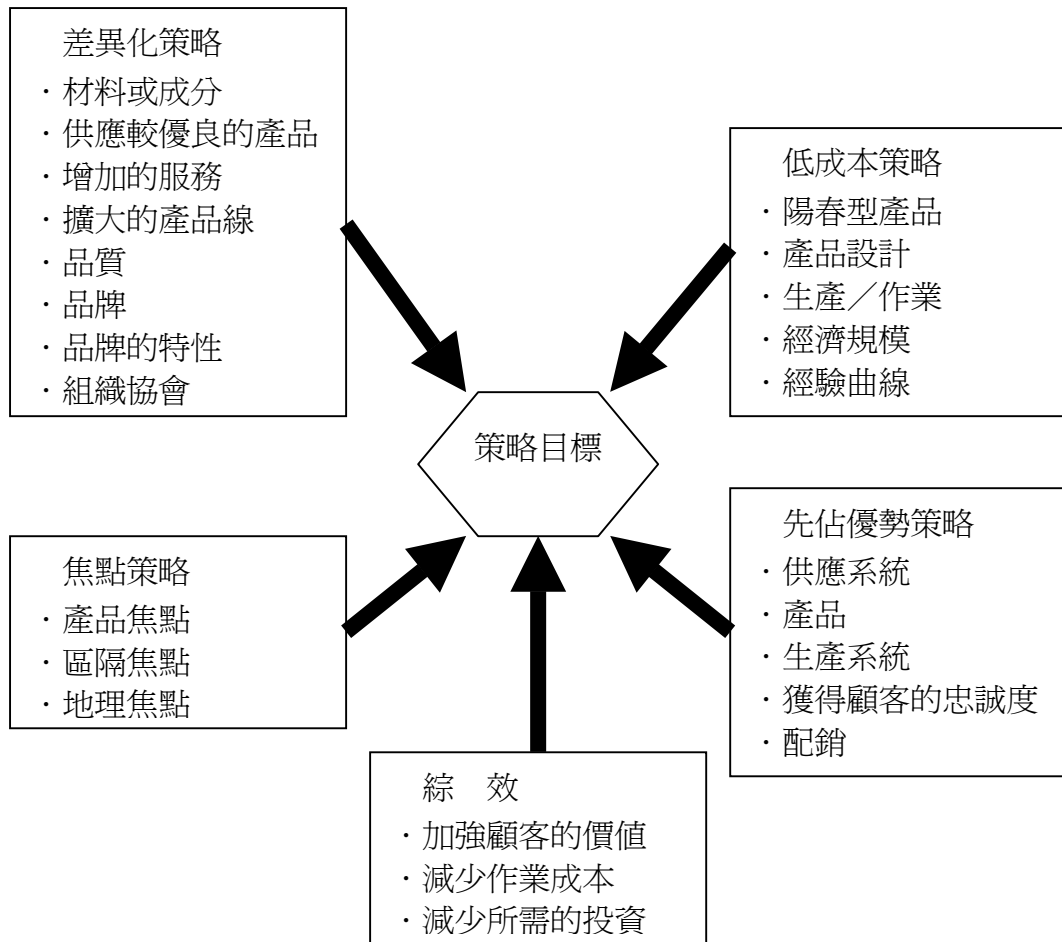 差異化策略
·材料或成分
·供應較優良的產品
·增加的服務
·擴大的產品線
·品質
·品牌
·品牌的特性
·組織協會
低成本策略
·陽春型產品
·產品設計
·生產／作業
·經濟規模
·經驗曲線
策略目標
焦點策略
·產品焦點
·區隔焦點
·地理焦點
先佔優勢策略
·供應系統
·產品
·生產系統
·獲得顧客的忠誠度
·配銷
綜　效
·加強顧客的價值
·減少作業成本
·減少所需的投資